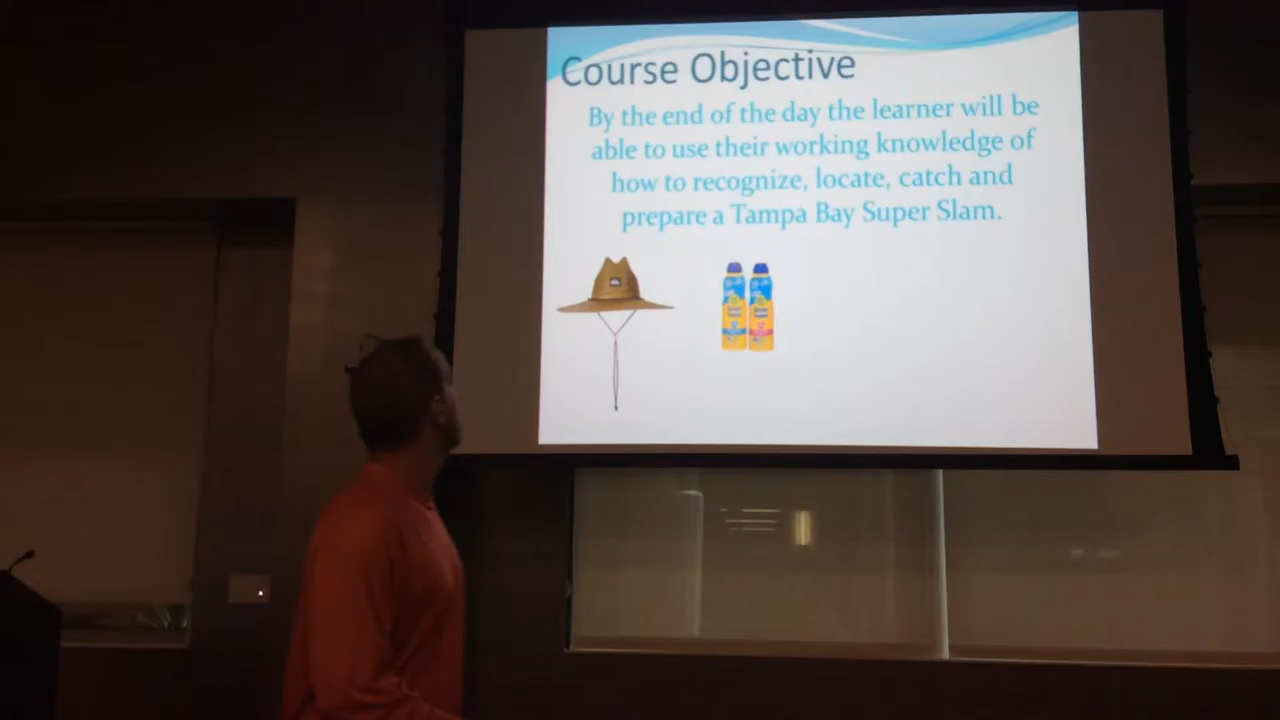 Course Objective
By the end of the day the learner will be
able to use their working knowledge of
how to recognize, locate, catch and
prepare a Tampa Bay Super Slam.